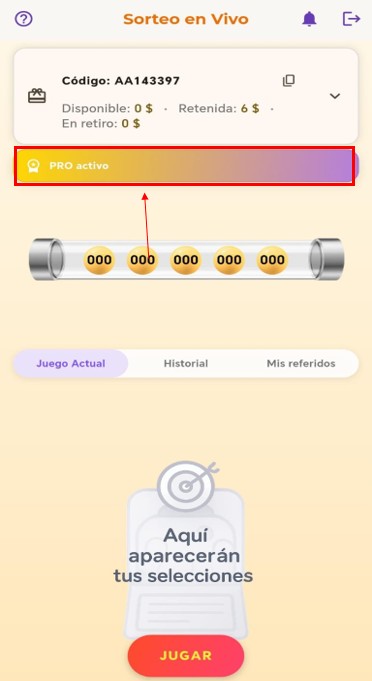 Sorteo en Vivo
Código: AA143397
Disponible: 0 $ · Retenida: 6 $ ·
En retiro: 0 $
PRO activo
000 000 000 000 000
Juego Actual Historial Mis referidos
Aquí
aparecerán
tus selecciones
JUGAR